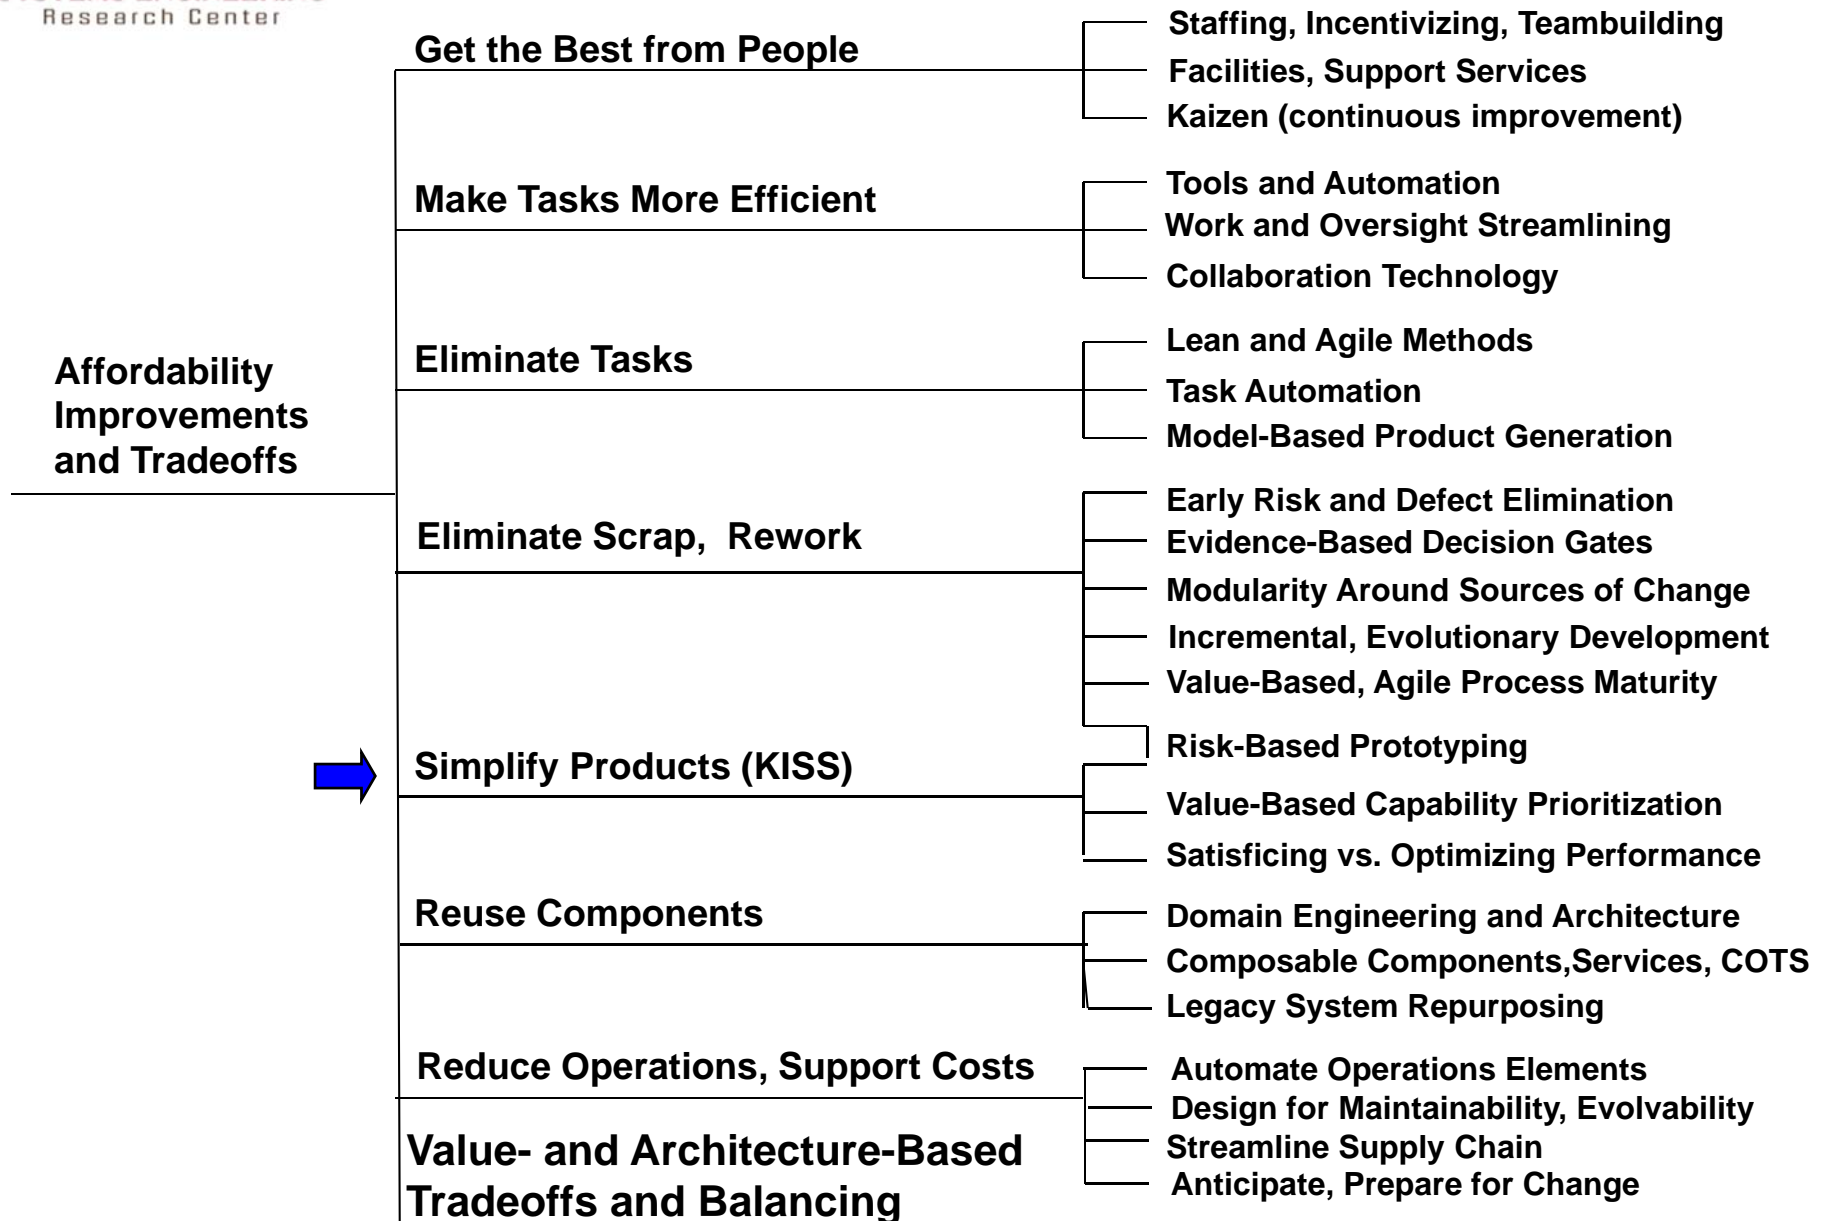 Research Center
Get the Best from People
Staffing, Incentivizing, Teambuilding
Facilities, Support Services
Kaizen (continuous improvement)
Make Tasks More Efficient
Tools and Automation
Work and Oversight Streamlining
Collaboration Technology
Affordability
Improvements
and Tradeoffs
Eliminate Tasks
Lean and Agile Methods
Task Automation
Model-Based Product Generation
Eliminate Scrap,  Rework
Early Risk and Defect Elimination
Evidence-Based Decision Gates
Modularity Around Sources of Change
Incremental, Evolutionary Development
Value-Based, Agile Process Maturity
Simplify Products (KISS)
Risk-Based Prototyping
Value-Based Capability Prioritization
Satisficing vs. Optimizing Performance
Reuse Components
Domain Engineering and Architecture
Composable Components,Services, COTS
Legacy System Repurposing
Reduce Operations, Support Costs
Automate Operations Elements
Design for Maintainability, Evolvability
Streamline Supply Chain
Anticipate, Prepare for Change
Value- and Architecture-Based
Tradeoffs and Balancing